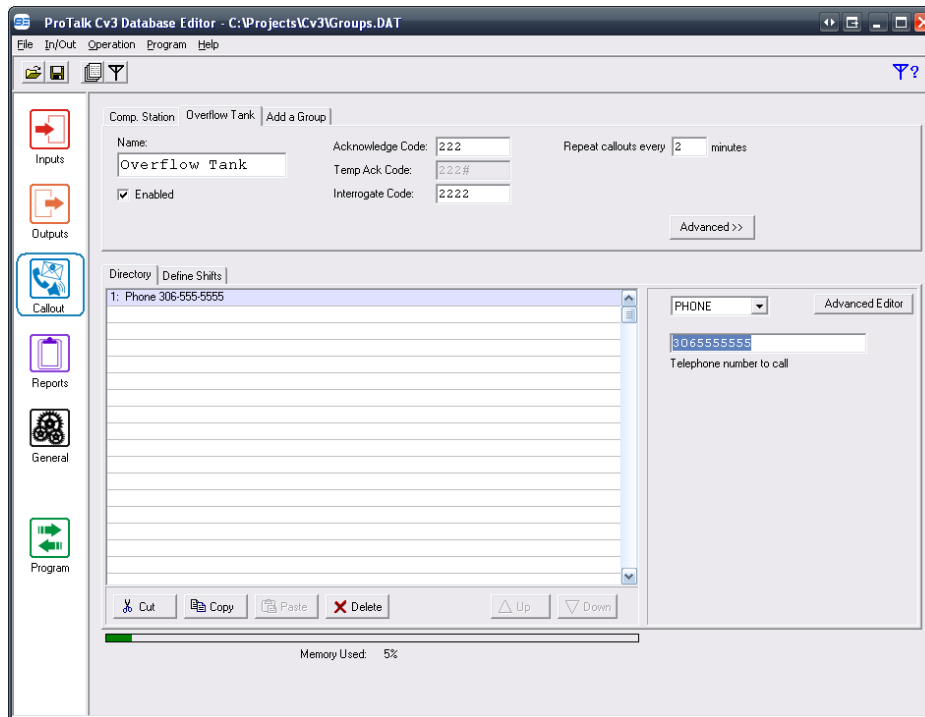 ProTalk Cv3 Database Editor - C:\Projects\Cv3\Groups.DAT
File In/Out Operation Program Help
?
Inputs
Outputs
Callout
Reports
General
Program
Comp. Station Overflow Tank Add a Group
Name:
Overflow Tank
Enabled
Acknowledge Code: 222
Temp Ack Code: 222#
Interrogate Code: 2222
Repeat callouts every 2 minutes
Advanced >>
Directory Define Shifts
1: Phone 306-555-5555
PHONE
Advanced Editor
3065555555
Telephone number to call
Cut Copy Paste Delete Up Down
Memory Used: 5%